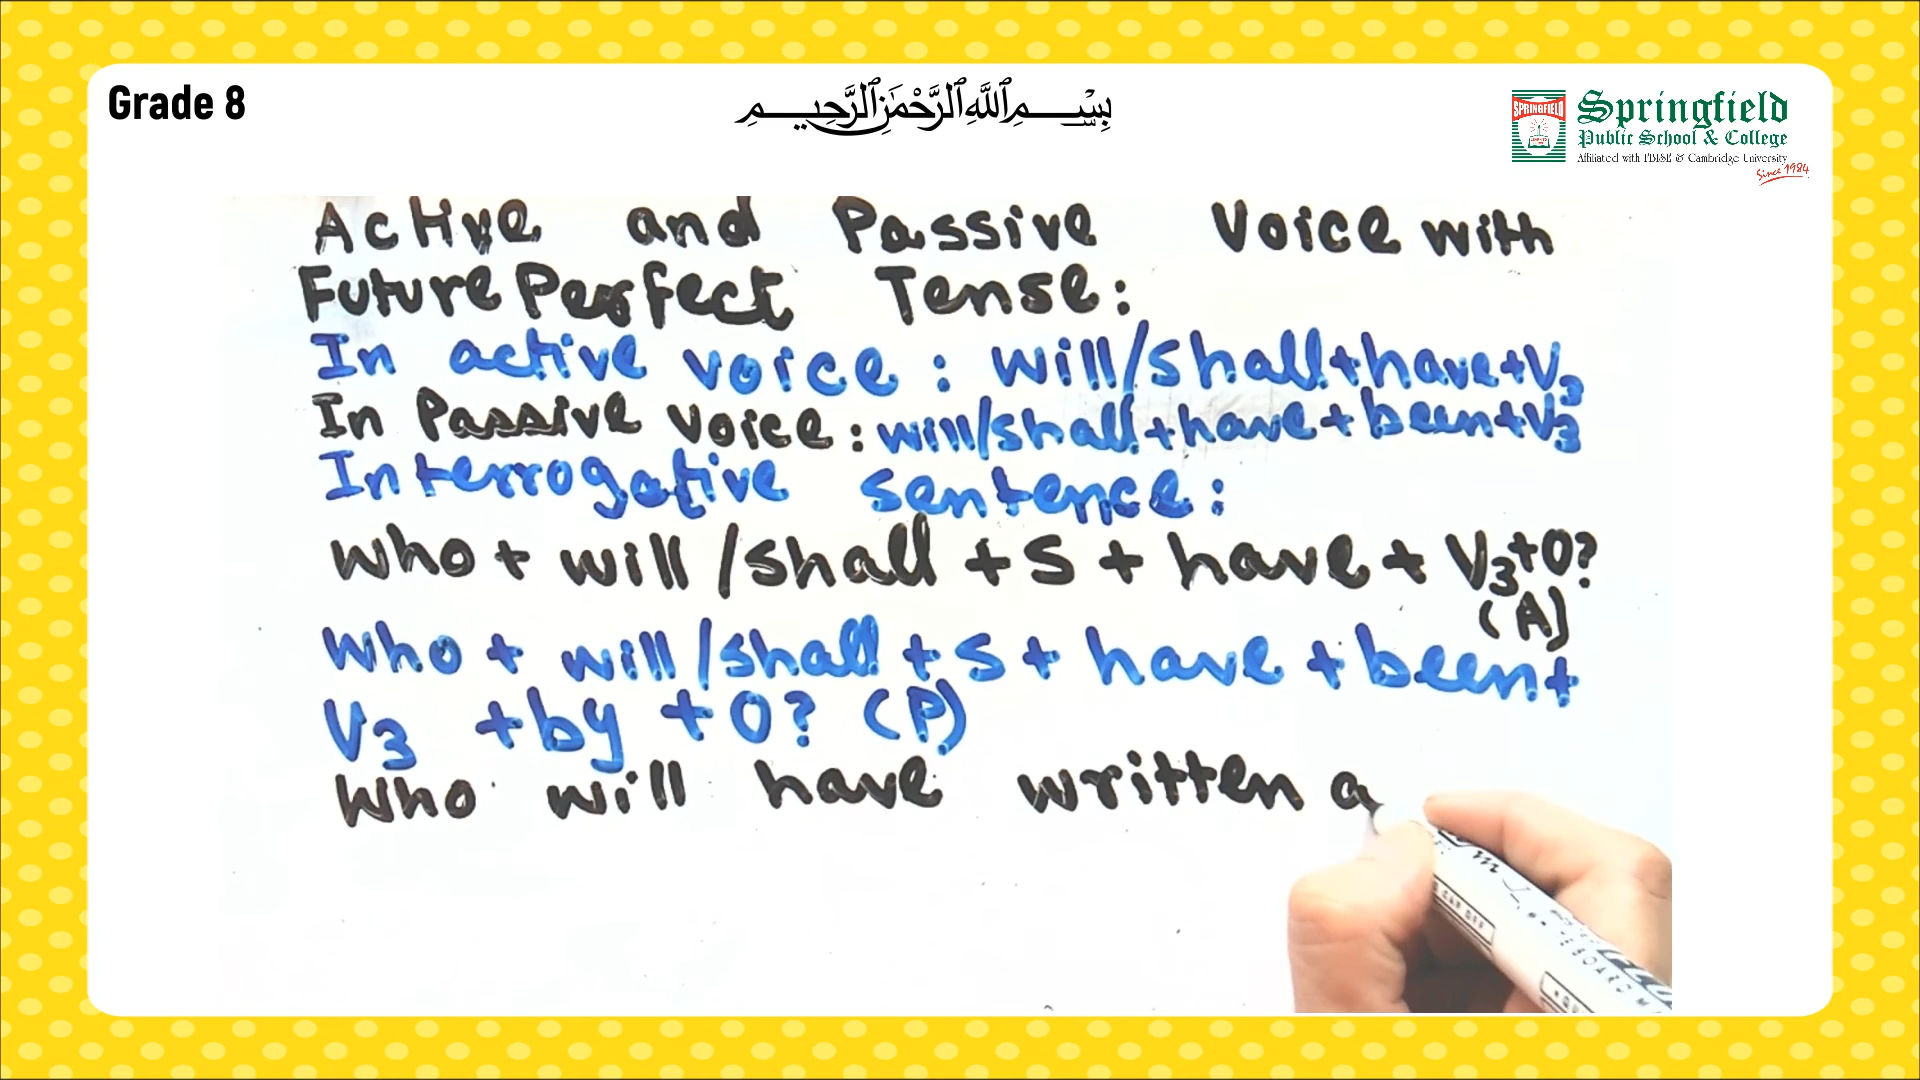 Grade 8
بِسْمِ ٱللَّٰهِ ٱلرَّحْمَٰنِ ٱلرَّحِيمِ
SPRINGFIELD
Springfield
Public School & College
Affiliated with FBISE & Cambridge University
Since 1984
Active and Passive Voice with
Future Perfect Tense:
In active voice : will/shall+have+V3
In Passive voice : will/shall+have+been+V3
Interrogative sentence:
Who + will /shall + S + have + V3+O?
(A)
Who + will/shall + S + have + been+
V3 +by +O? (P)
Who will have written a